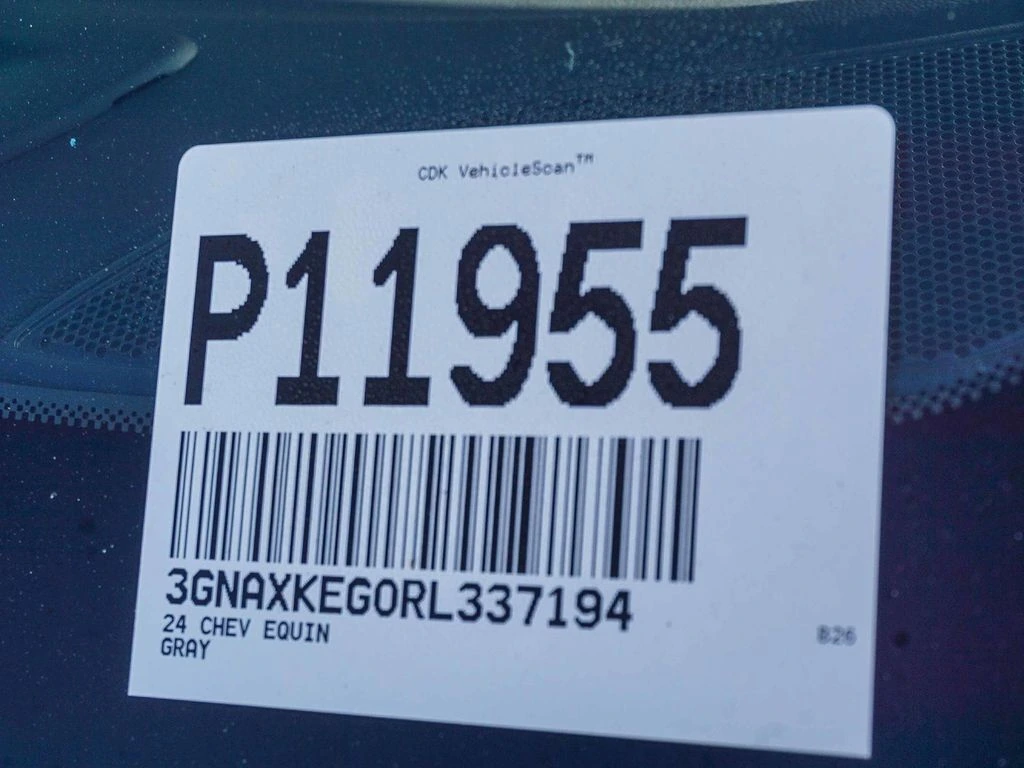 CDK VehicleScan™
P11955
3GNAXKEG0RL337194
24 CHEV EQUIN
GRAY
B26